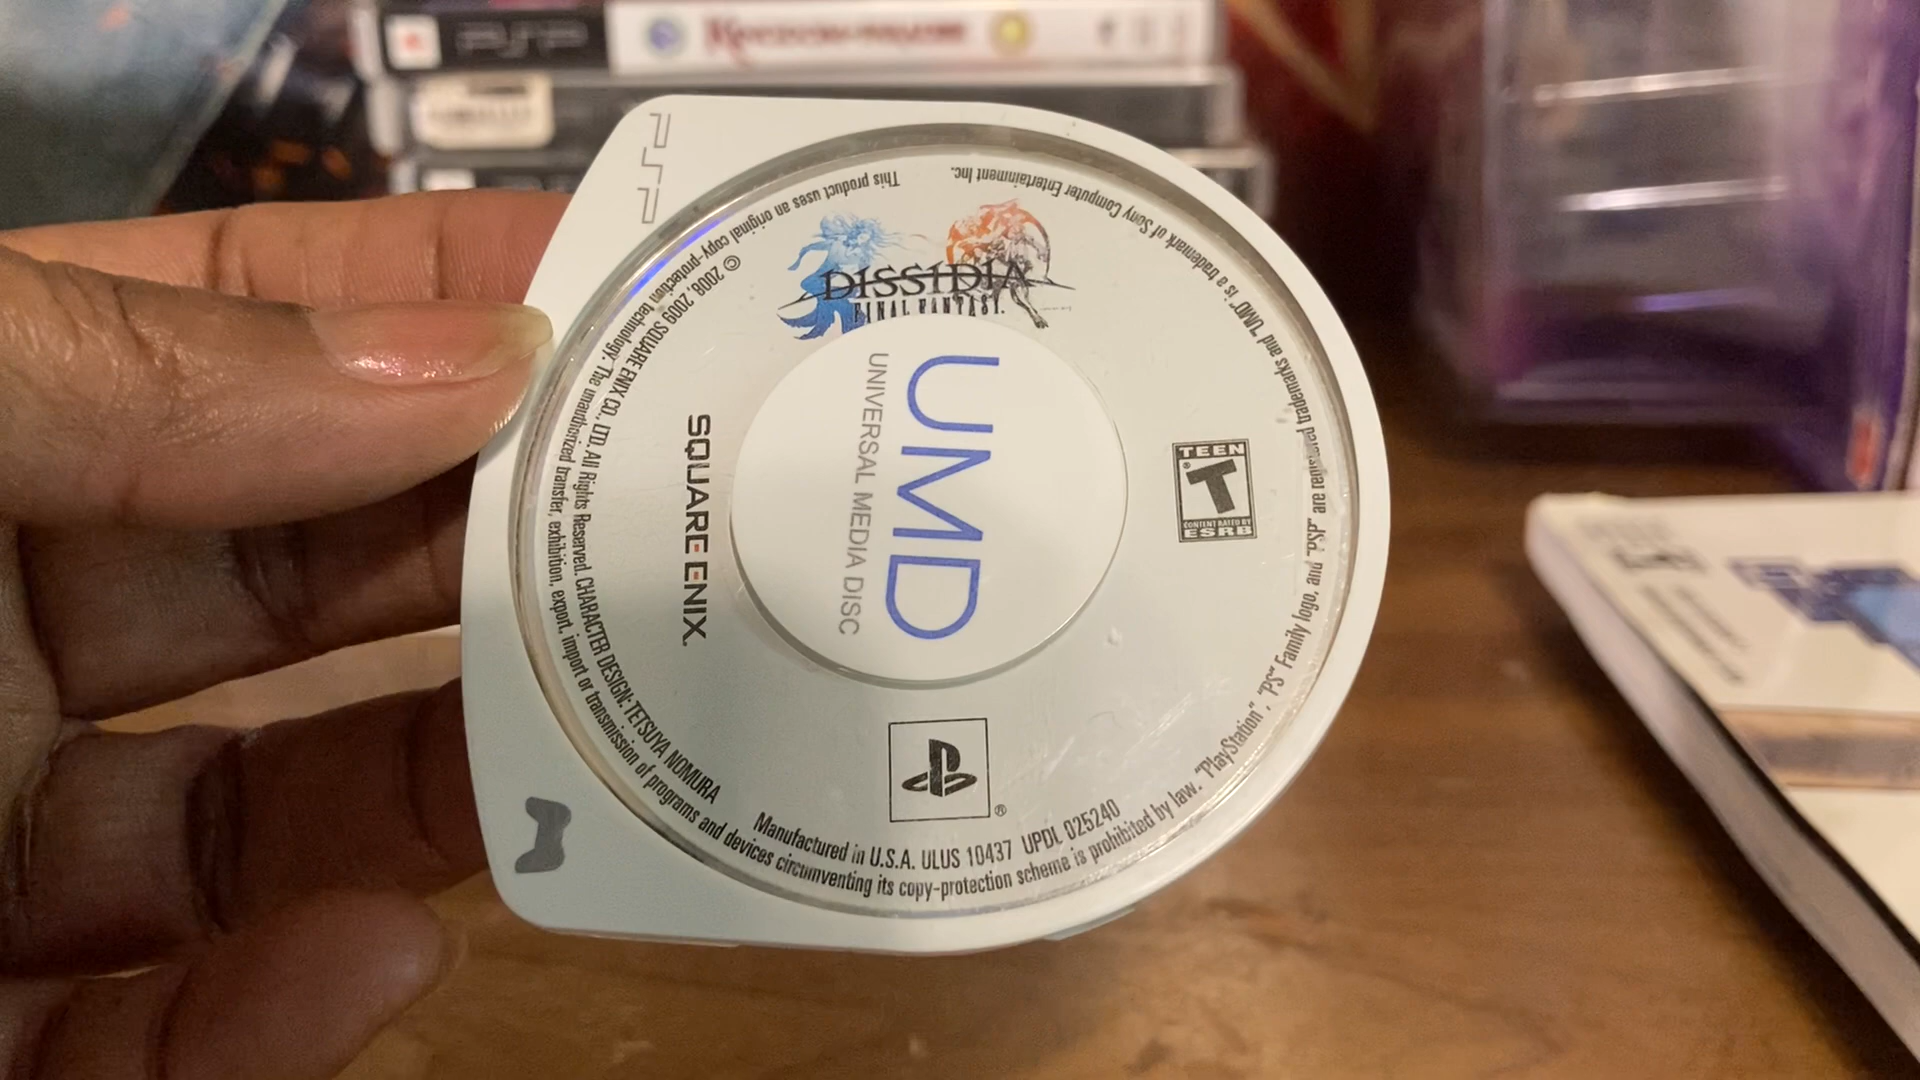 PSP
This product uses an original copy-protection technology. The unauthorized transfer, exhibition, export, import or transmission of programs and devices circumventing its copy-protection scheme is prohibited by law. "PlayStation", "PS" Family logo, and "PSP" are registered trademarks and "UMD" is a trademark of Sony Computer Entertainment Inc.
© 2008, 2009 SQUARE ENIX CO., LTD. All Rights Reserved. CHARACTER DESIGN: TETSUYA NOMURA
DISSIDIA
FINAL FANTASY.
UMD
UNIVERSAL MEDIA DISC
SQUARE ENIX.
TEEN
T
CONTENT RATED BY
ESRB
Manufactured in U.S.A. ULUS 10437 UPDL 025240
PSP